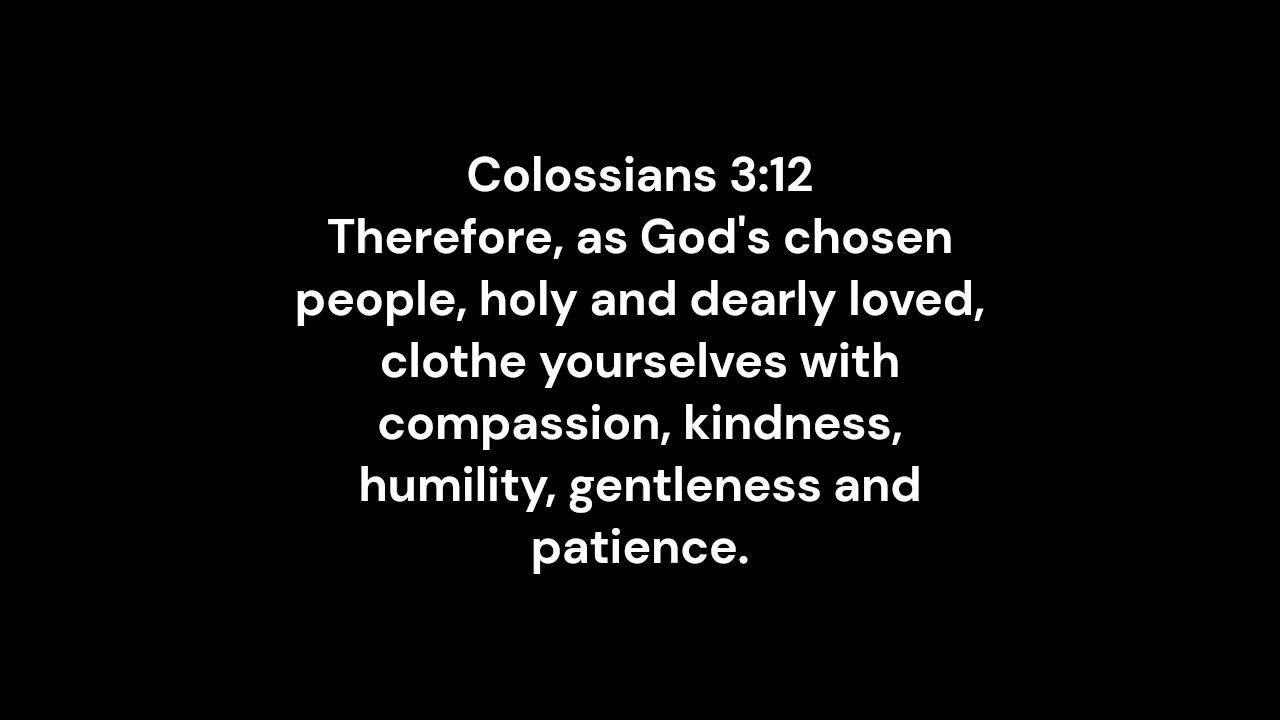 Colossians 3:12
Therefore, as God's chosen
people, holy and dearly loved,
clothe yourselves with
compassion, kindness,
humility, gentleness and
patience.